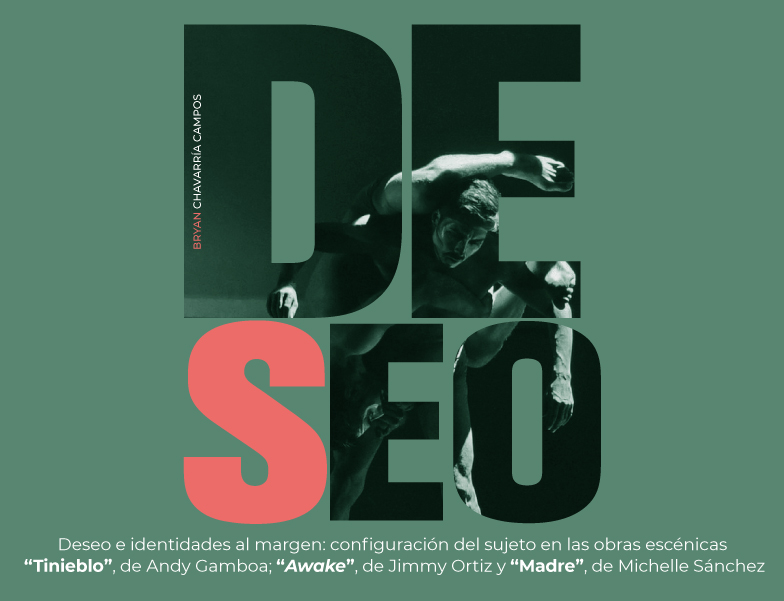 DE
SEO
BRYAN CHAVARRÍA CAMPOS
Deseo e identidades al margen: configuración del sujeto en las obras escénicas
“Tinieblo”, de Andy Gamboa; “Awake”, de Jimmy Ortiz y “Madre”, de Michelle Sánchez